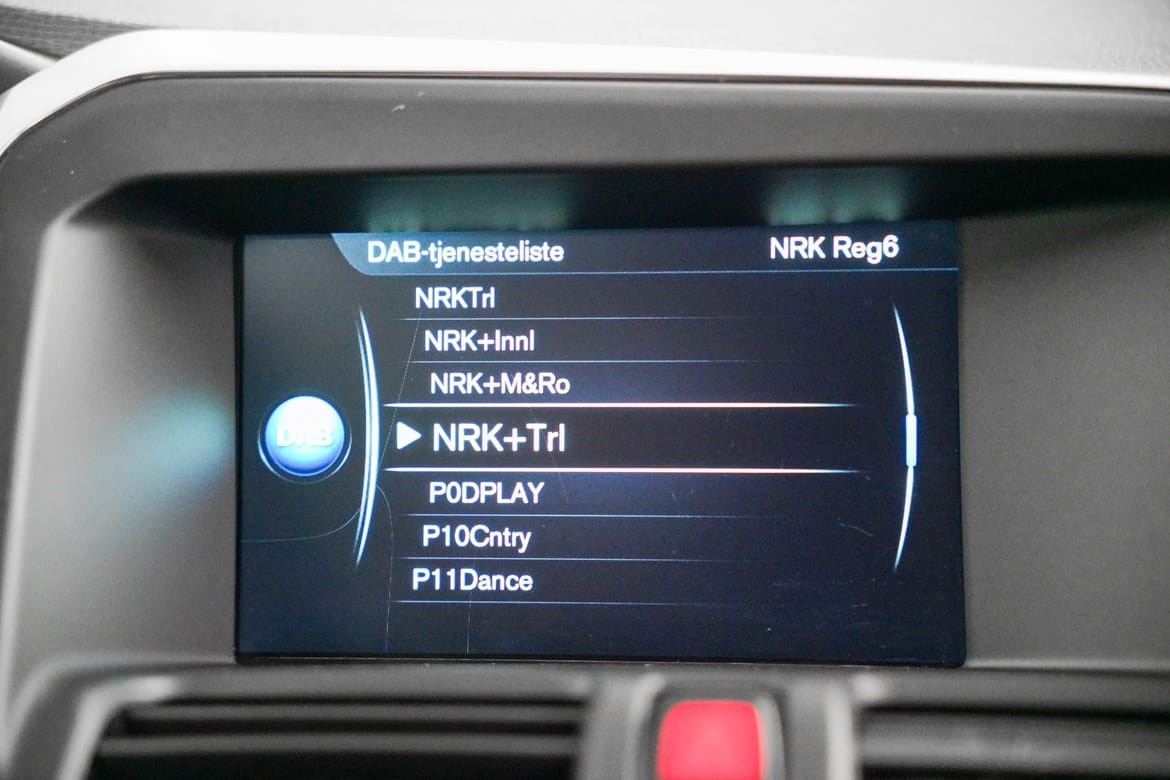 DAB-tjenesteliste NRK Reg6
NRKTrl
NRK+Innl
NRK+M&Ro
DAB NRK+Trl
P0DPLAY
P10Cntry
P11Dance